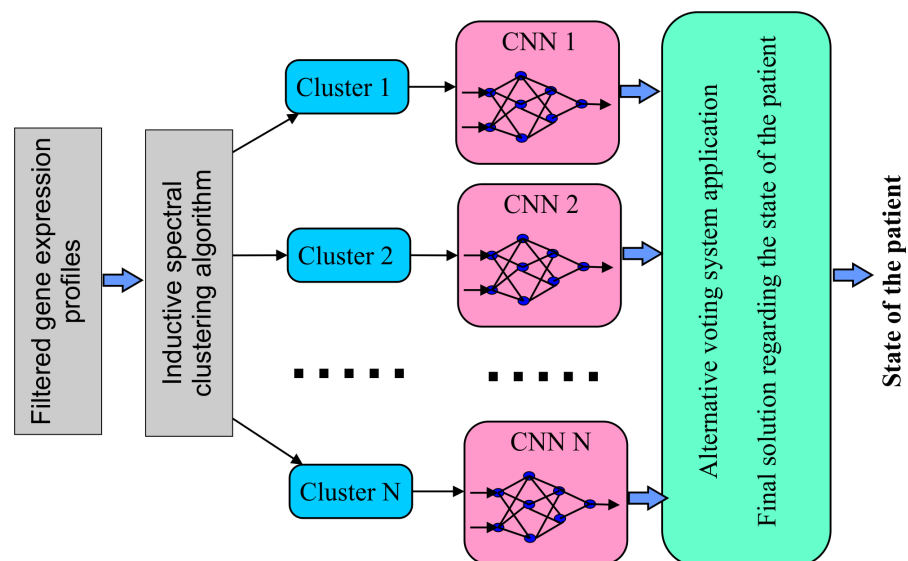 Filtered gene expression
profiles
Inductive spectral
clustering algorithm
Cluster 1
CNN 1
Cluster 2
CNN 2
Cluster N
CNN N
Alternative voting system application
Final solution regarding the state of the patient
State of the patient